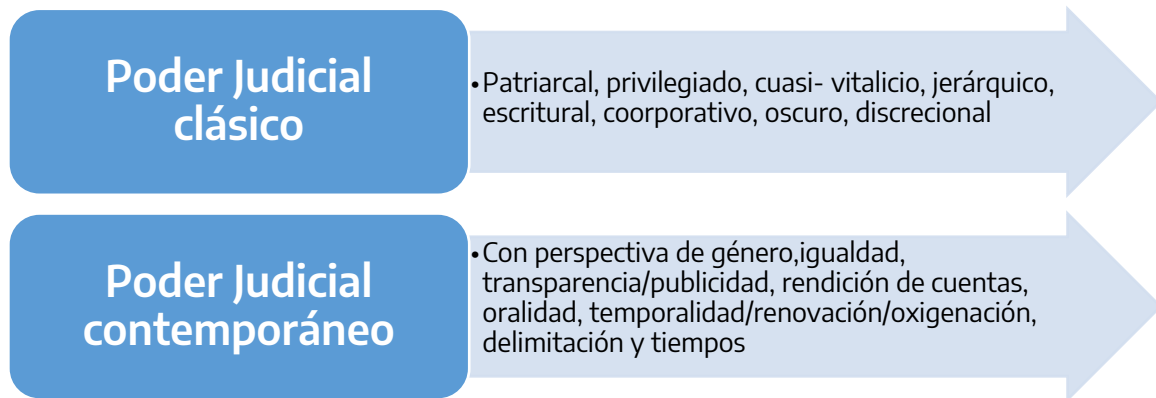 Poder Judicial
clásico
•Patriarcal, privilegiado, cuasi- vitalicio, jerárquico,
escritural, coorporativo, oscuro, discrecional
Poder Judicial
contemporáneo
•Con perspectiva de género,igualdad,
transparencia/publicidad, rendición de cuentas,
oralidad, temporalidad/renovación/oxigenación,
delimitación y tiempos